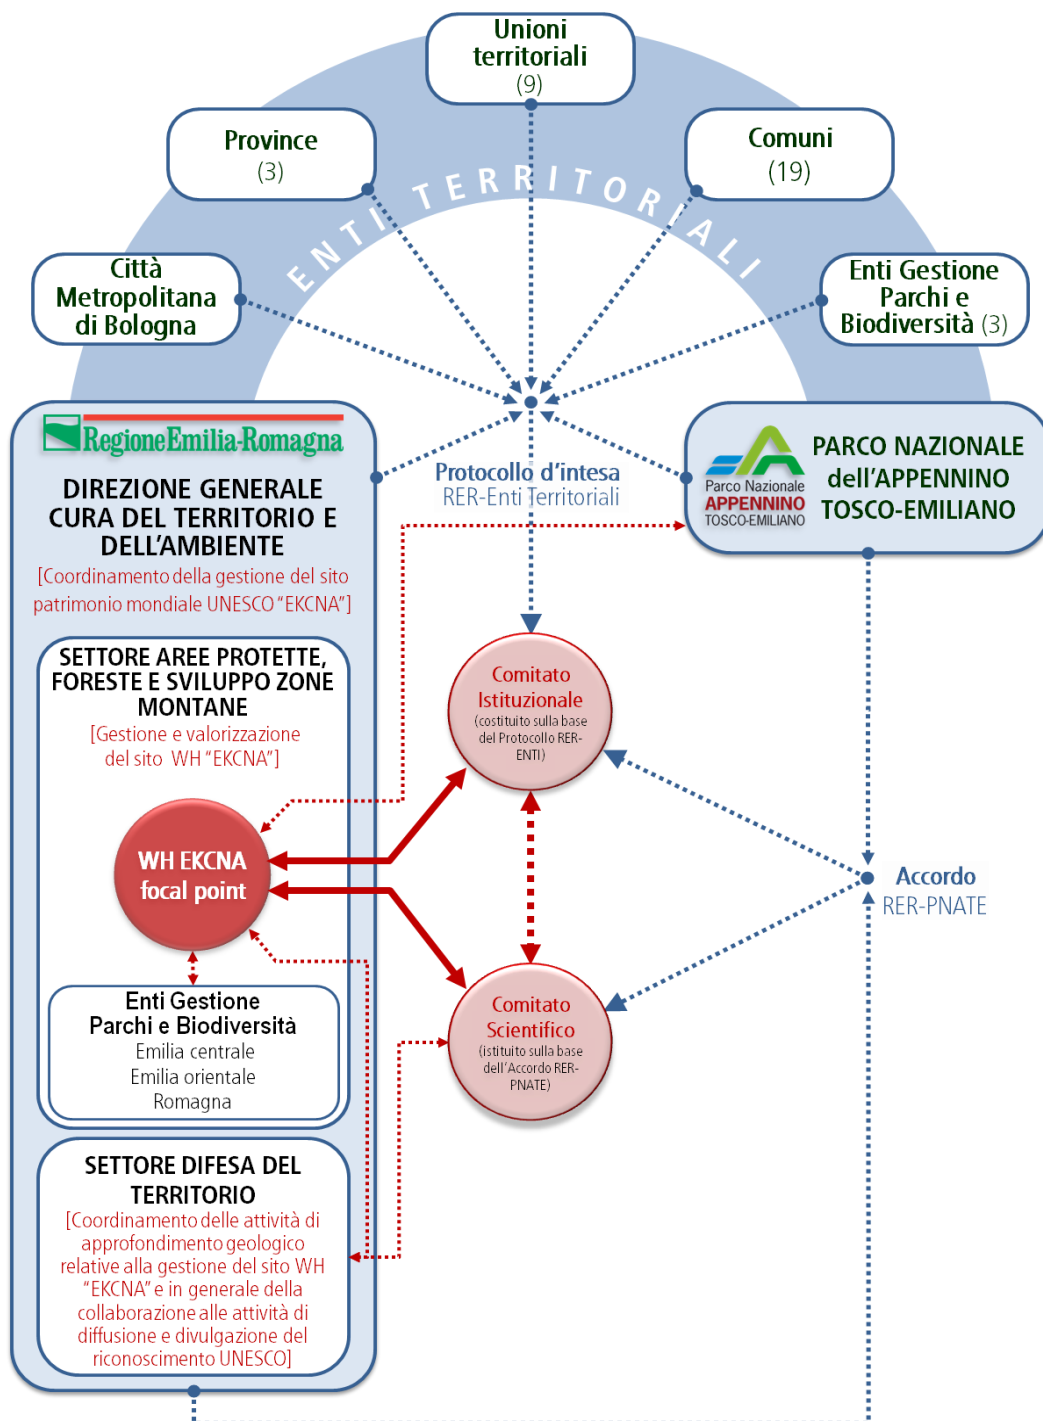 Unioni
territoriali
(9)
Province
(3)
Comuni
(19)
ENTI TERRITORIALI
Città
Metropolitana
di Bologna
Enti Gestione
Parchi e
Biodiversità (3)
RegioneEmilia-Romagna
DIREZIONE GENERALE
CURA DEL TERRITORIO E
DELL'AMBIENTE
[Coordinamento della gestione del sito
patrimonio mondiale UNESCO "EKCNA"]
Protocollo d'intesa
RER-Enti Territoriali
Parco Nazionale
APPENNINO
TOSCO-EMILIANO
PARCO NAZIONALE
dell'APPENNINO
TOSCO-EMILIANO
SETTORE AREE PROTETTE,
FORESTE E SVILUPPO ZONE
MONTANE
[Gestione e valorizzazione
del sito WH "EKCNA"]
WH EKCNA
focal point
Enti Gestione
Parchi e Biodiversità
Emilia centrale
Emilia orientale
Romagna
Comitato
Istituzionale
(costituito sulla base
del Protocollo RER-
ENTI)
Accordo
RER-PNATE
Comitato
Scientifico
(istituito sulla base
dell'Accordo RER-
PNATE)
SETTORE DIFESA DEL
TERRITORIO
[Coordinamento delle attività di
approfondimento geologico
relative alla gestione del sito WH
"EKCNA" e in generale della
collaborazione alle attività di
diffusione e divulgazione del
riconoscimento UNESCO]